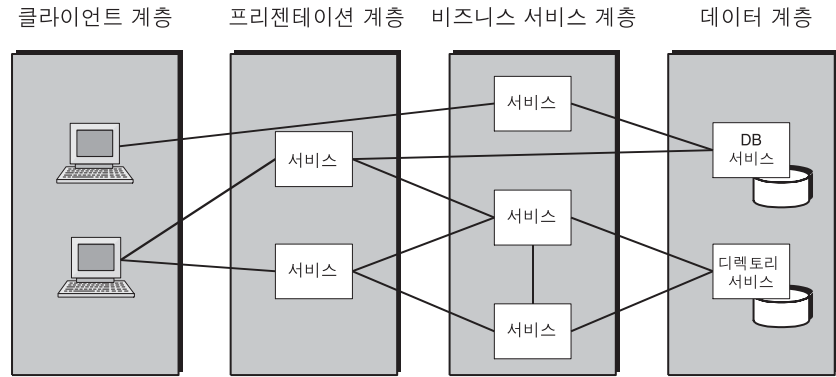 클라이언트 계층
프리젠테이션 계층
비즈니스 서비스 계층
데이터 계층
서비스
서비스
서비스
서비스
서비스
DB
서비스
디렉토리
서비스